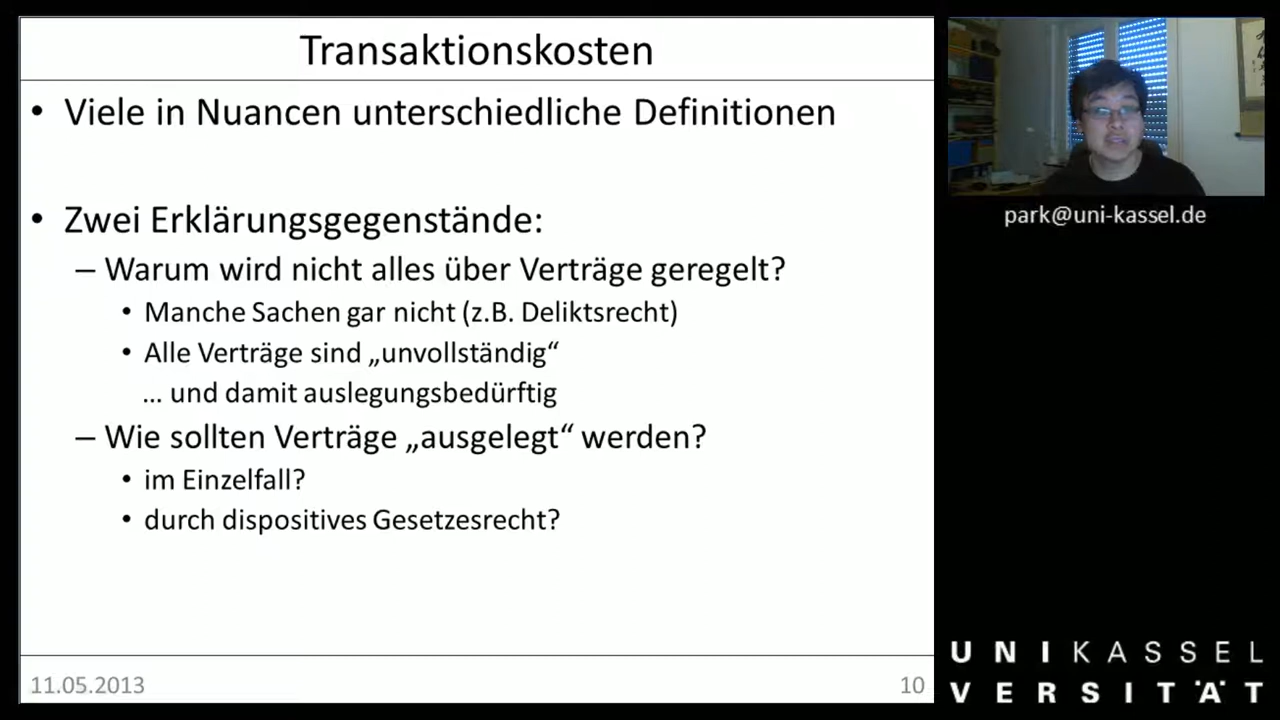 Transaktionskosten
• Viele in Nuancen unterschiedliche Definitionen
• Zwei Erklärungsgegenstände:
– Warum wird nicht alles über Verträge geregelt?
• Manche Sachen gar nicht (z.B. Deliktsrecht)
• Alle Verträge sind „unvollständig“
... und damit auslegungsbedürftig
– Wie sollten Verträge „ausgelegt“ werden?
• im Einzelfall?
• durch dispositives Gesetzesrecht?
11.05.2013
10
park@uni-kassel.de
UNIKASSEL
VERSITÄT